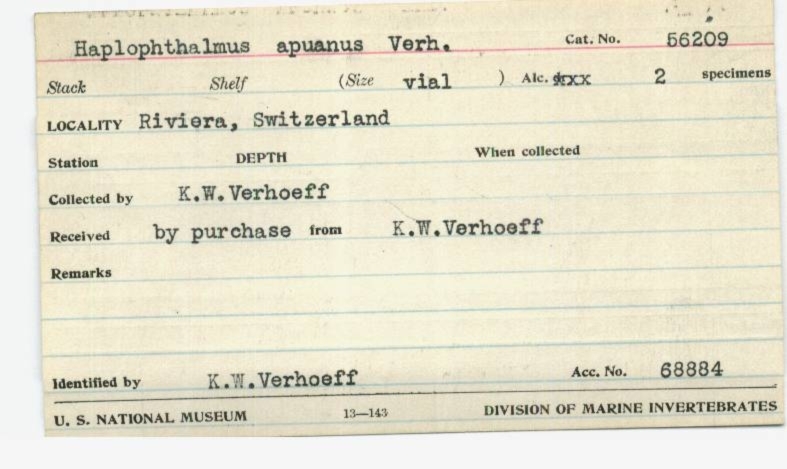 Haplophthalmus apuanus Verh. Cat. No. 56209
Stack Shelf (Size vial ) Alc. 2 specimens
LOCALITY Riviera, Switzerland
Station DEPTH When collected
Collected by K.W.Verhoeff
Received by purchase from K.W.Verhoeff
Remarks
Identified by K.W.Verhoeff Acc. No. 68884
U. S. NATIONAL MUSEUM 13—143 DIVISION OF MARINE INVERTEBRATES